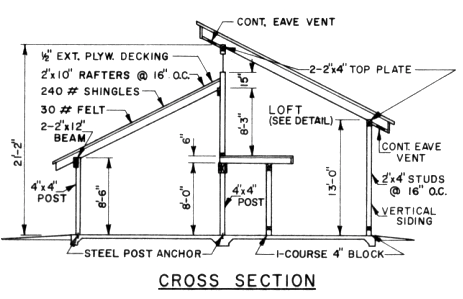 CONT. EAVE VENT
½" EXT. PLYW. DECKING
2"x10" RAFTERS @ 16" O.C.
240 # SHINGLES
30 # FELT
2-2"x12"
BEAM
2-2"x4" TOP PLATE
15"
LOFT
(SEE DETAIL)
8'-3"
21'-2"
6"
CONT. EAVE
VENT
4"x4"
POST
8'-6"
8'-0"
4"x4"
POST
13'-0"
2"x4" STUDS
@ 16" O.C.
VERTICAL
SIDING
STEEL POST ANCHOR
1-COURSE 4" BLOCK
CROSS SECTION